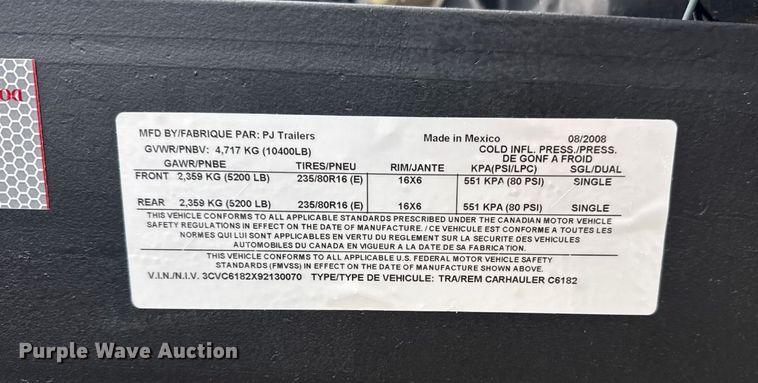 MFD BY/FABRIQUE PAR: PJ Trailers Made in Mexico 08/2008
GVWR/PNBV: 4,717 KG (10400LB) COLD INFL. PRESS./PRESS.
DE GONF A FROID
GAWR/PNBE TIRES/PNEU RIM/JANTE KPA(PSI/LPC) SGL/DUAL
FRONT 2,359 KG (5200 LB) 235/80R16 (E) 16X6 551 KPA (80 PSI) SINGLE
REAR 2,359 KG (5200 LB) 235/80R16 (E) 16X6 551 KPA (80 PSI) SINGLE
THIS VEHICLE CONFORMS TO ALL APPLICABLE STANDARDS PRESCRIBED UNDER THE CANADIAN MOTOR VEHICLE
SAFETY REGULATIONS IN EFFECT ON THE DATE OF MANUFACTURE. / CE VEHICULE EST CONFORME A TOUTES
NORMES QUI LUI SONT APPLICABLES EN VERTU DU REGLEMENT SUR LA SECURITE DES VEHICULES
AUTOMOBILES DU CANADA EN VIGUEUR A LA DATE DE SA FABRICATION.
THIS VEHICLE CONFORMS TO ALL APPLICABLE U.S. FEDERAL MOTOR VEHICLE SAFETY
STANDARDS (FMVSS) IN EFFECT ON THE DATE OF MANUFACTURE SHOWN ABOVE.
V.I.N./N.I.V. 3CVC6182X92130070 TYPE/TYPE DE VEHICULE: TRA/REM CARHAULER C6182
Purple Wave Auction